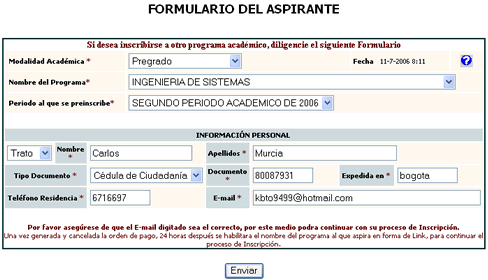 FORMULARIO DEL ASPIRANTE
Si desea inscribirse a otro programa académico, diligencie el siguiente Formulario
Modalidad Académica * Pregrado Fecha 11-7-2006 8:11 ?
Nombre del Programa* INGENIERIA DE SISTEMAS
Periodo al que se preinscribe* SEGUNDO PERIODO ACADEMICO DE 2006
INFORMACIÓN PERSONAL
Trato Nombre * Carlos Apellidos * Murcia
Tipo Documento * Cédula de Ciudadanía Documento * 80087931 Expedida en * bogota
Teléfono Residencia * 6716697 E-mail * kbto9499@hotmail.com
Por favor asegúrese de que el E-mail digitado sea el correcto, por este medio podra continuar con su proceso de Inscripción.
Una vez generada y cancelada la orden de pago, 24 horas después se habilitara el nombre del programa al que aspira en forma de Link, para continuar el
proceso de Inscripción.
Enviar